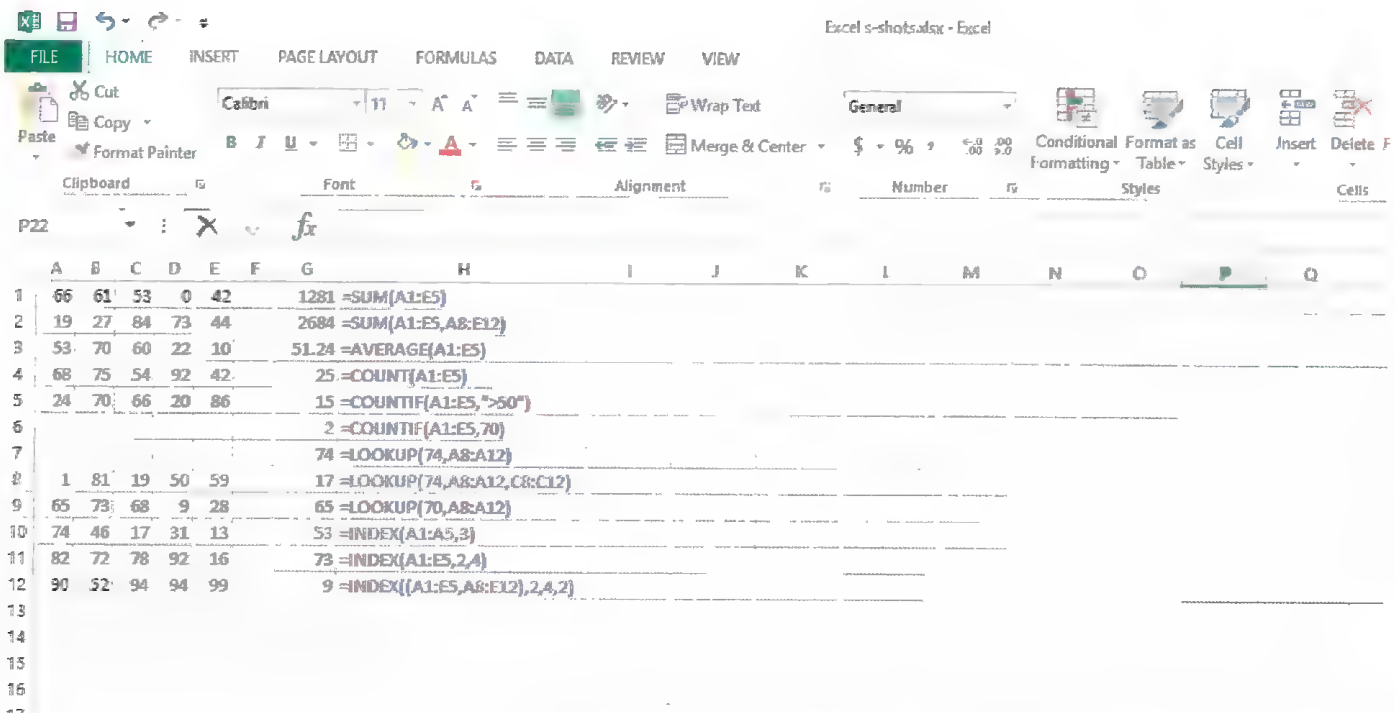 Excel s-shots.xlsx - Excel
FILE HOME INSERT PAGE LAYOUT FORMULAS DATA REVIEW VIEW
Cut
Calibri 11 A A Wrap Text General
Copy
Paste
Format Painter
B I U A Merge & Center $ % , .00 .00 Conditional Format as Cell Insert Delete F
Formatting Table Styles
Clipboard Font Alignment Number Styles Cells
P22 fx
A B C D E F G H I J K L M N O P Q
1 66 61 53 0 42 1281 =SUM(A1:E5)
2 19 27 84 73 44 2684 =SUM(A1:E5,A8:E12)
3 53 70 60 22 10 51.24 =AVERAGE(A1:E5)
4 68 75 54 92 42 25 =COUNT(A1:E5)
5 24 70 66 20 86 15 =COUNTIF(A1:E5,">50")
6 2 =COUNTIF(A1:E5,70)
7 74 =LOOKUP(74,A8:A12)
8 1 81 19 50 59 17 =LOOKUP(74,A8:A12,C8:C12)
9 65 73 68 9 28 65 =LOOKUP(70,A8:A12)
10 74 46 17 31 13 53 =INDEX(A1:A5,3)
11 82 72 78 92 16 73 =INDEX(A1:E5,2,4)
12 90 52 94 94 99 9 =INDEX((A1:E5,A8:E12),2,4,2)
13
14
15
16
17